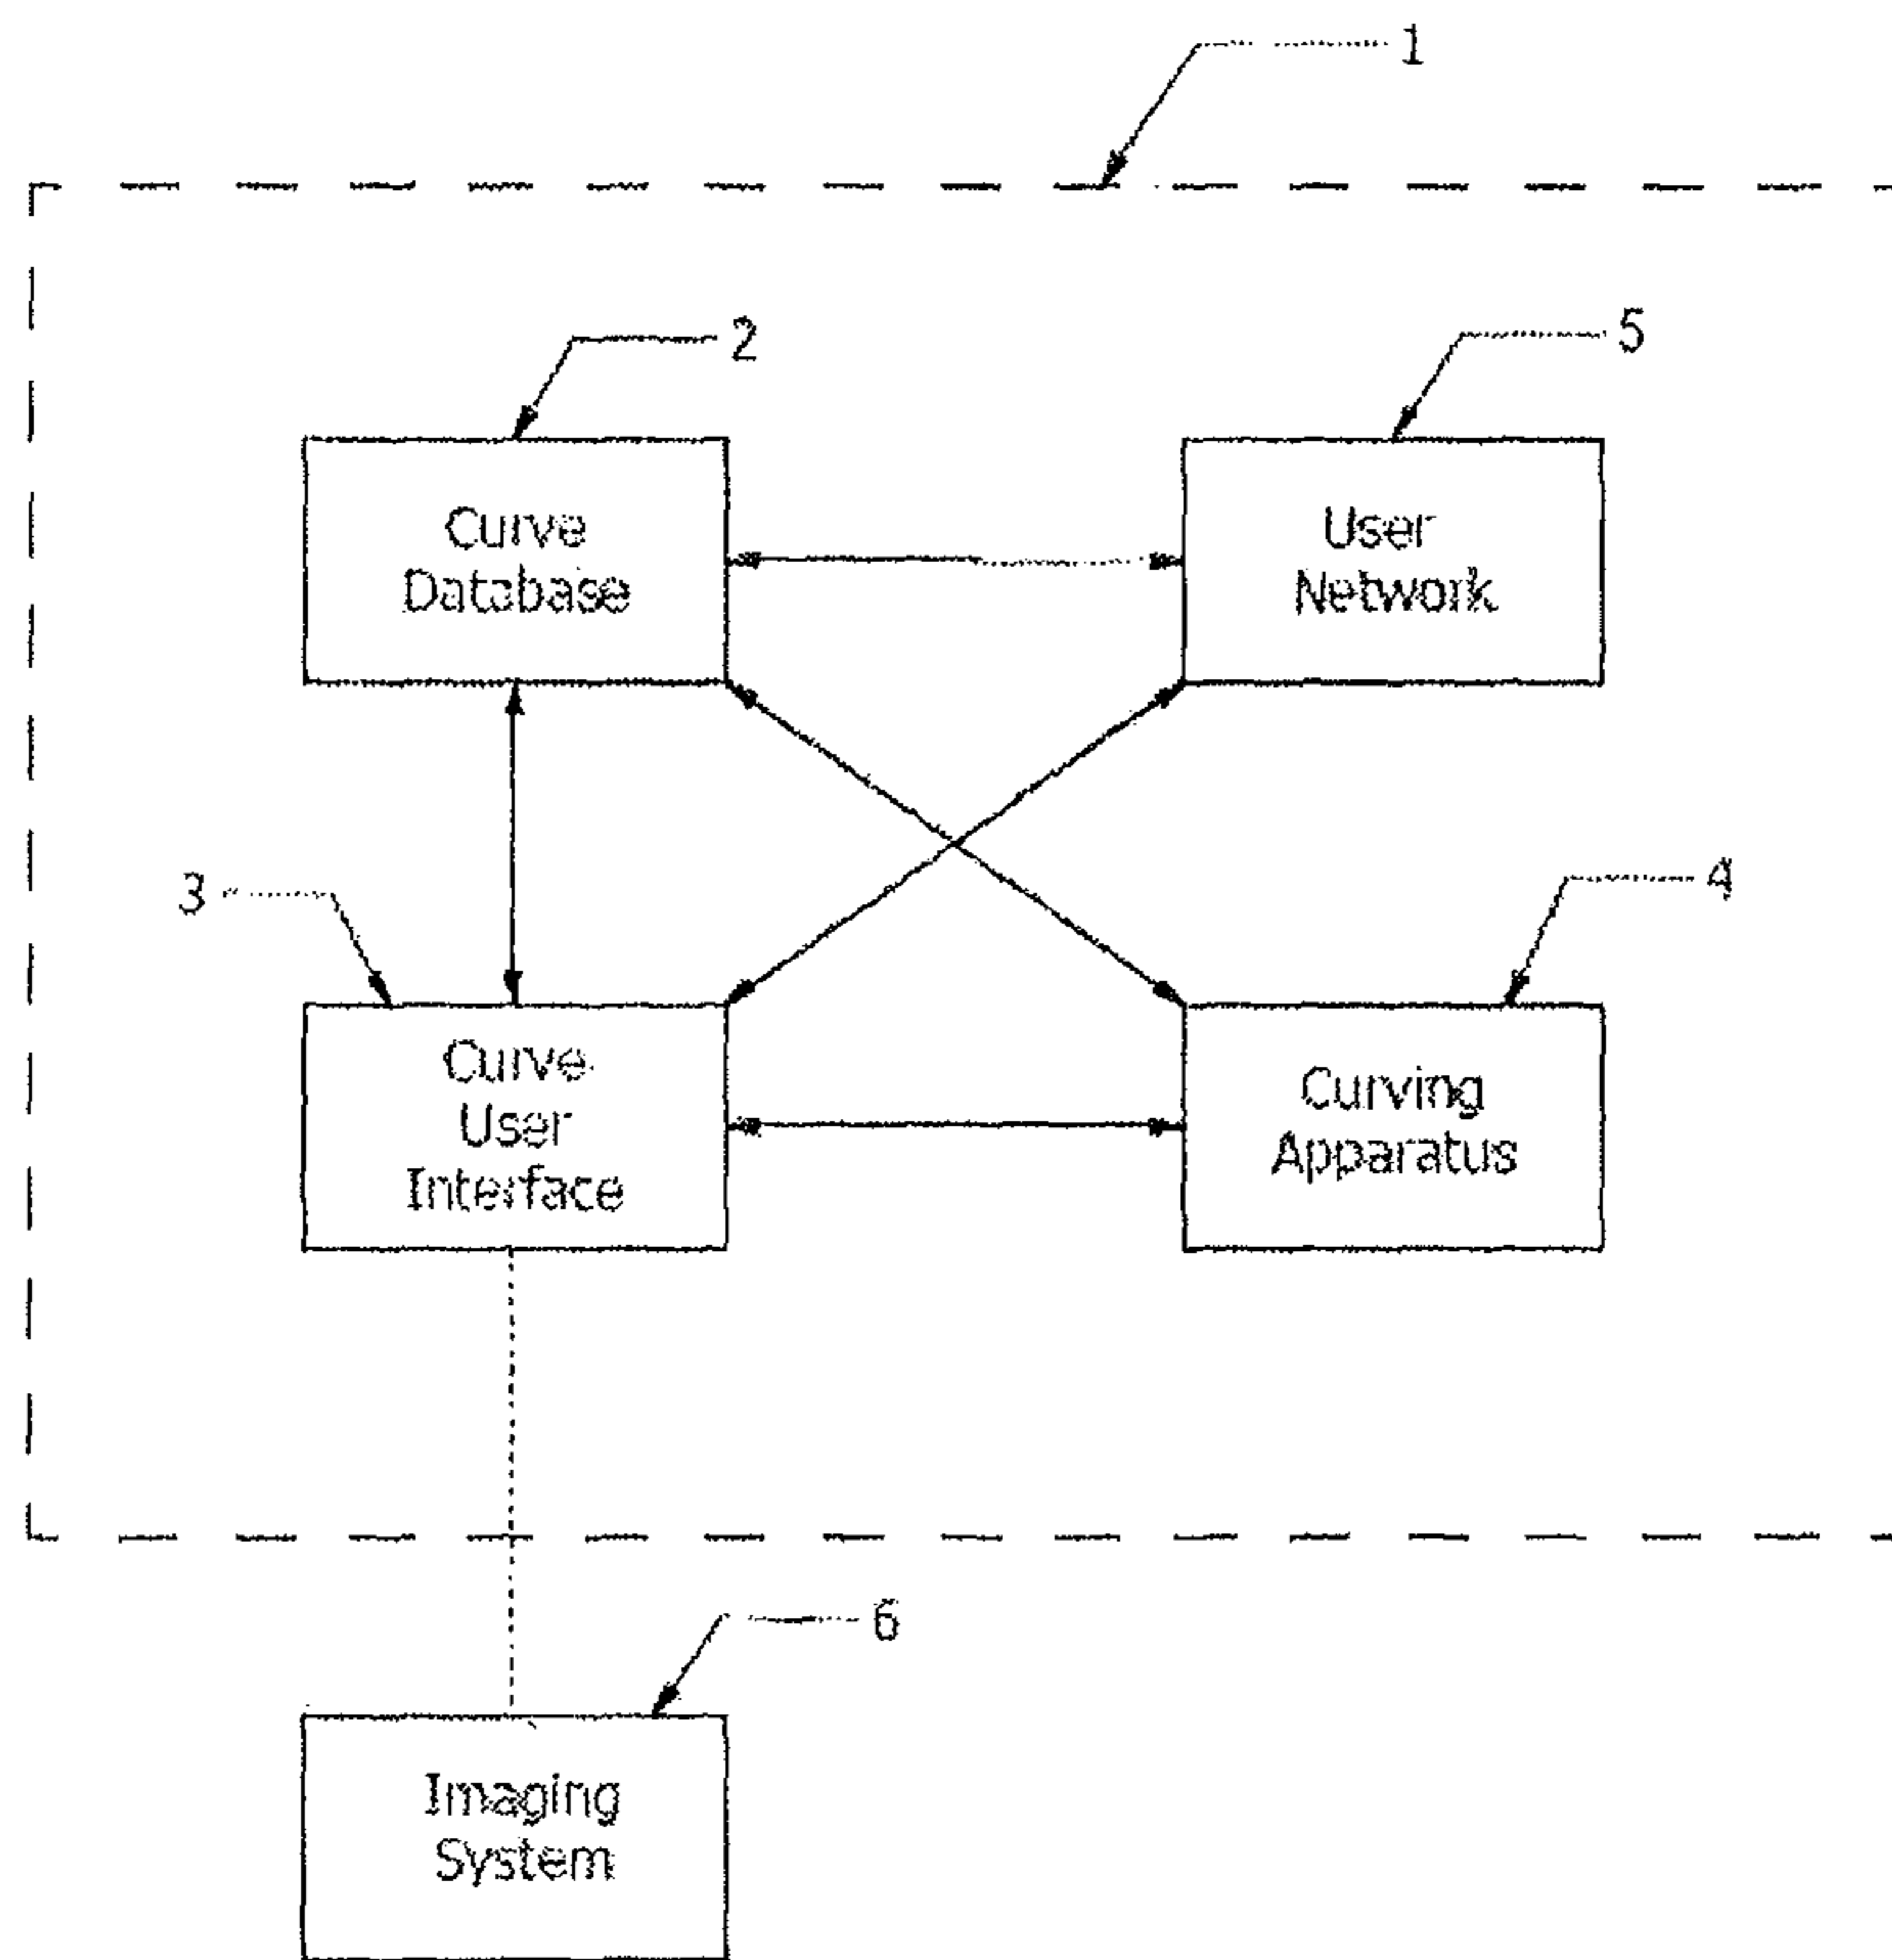 1
2
5
Curve
Database
User
Network
3
4
Curve
User
Interface
Curving
Apparatus
6
Imaging
System